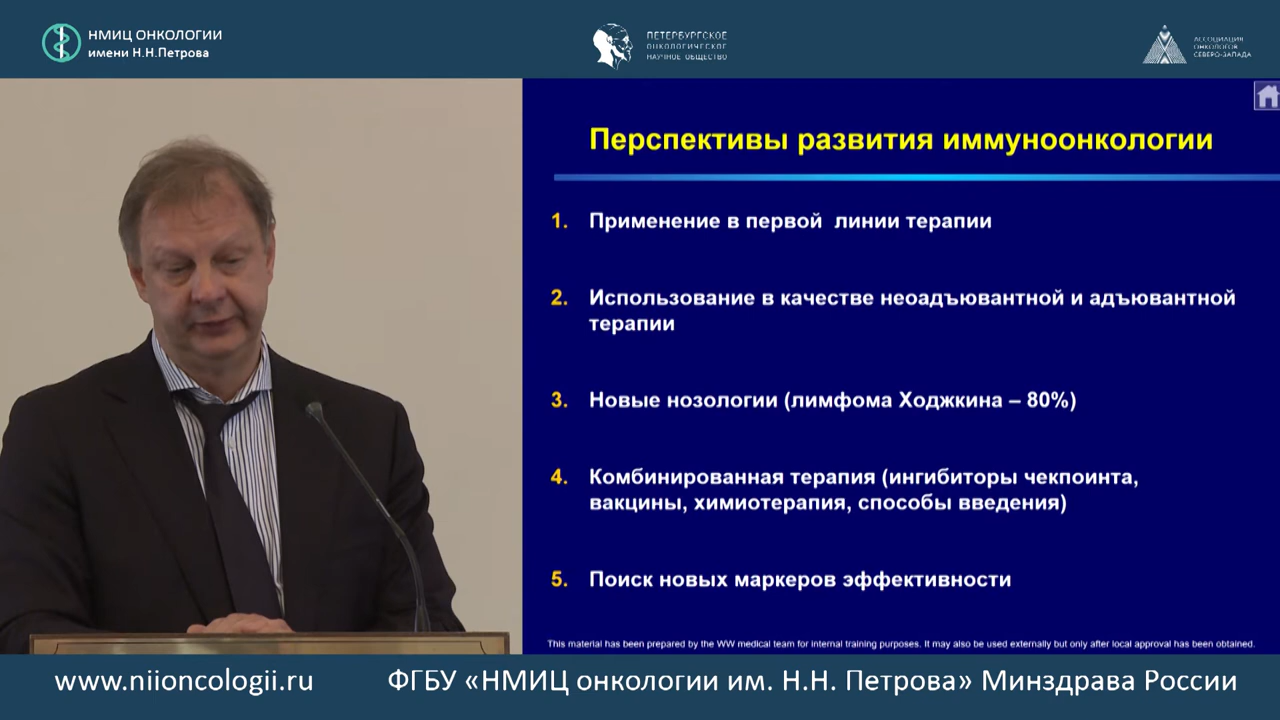 НМИЦ ОНКОЛОГИИ
имени Н.Н.Петрова
ПЕТЕРБУРГСКОЕ
ОНКОЛОГИЧЕСКОЕ
НАУЧНОЕ ОБЩЕСТВО
АССОЦИАЦИЯ
ОНКОЛОГОВ
СЕВЕРО-ЗАПАДА
Перспективы развития иммуноонкологии
1. Применение в первой линии терапии
2. Использование в качестве неоадъювантной и адъювантной
терапии
3. Новые нозологии (лимфома Ходжкина – 80%)
4. Комбинированная терапия (ингибиторы чекпоинта,
вакцины, химиотерапия, способы введения)
5. Поиск новых маркеров эффективности
This material has been prepared by the WW medical team for internal training purposes. It may also be used externally but only after local approval has been obtained.
www.niioncologii.ru
ФГБУ «НМИЦ онкологии им. Н.Н. Петрова» Минздрава России